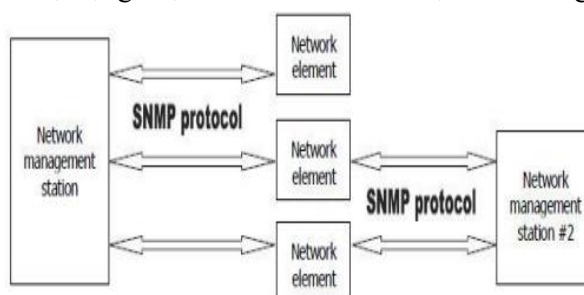 Network
element
SNMP protocol
Network
management
station
Network
element
SNMP protocol
Network
management
station #2
Network
element